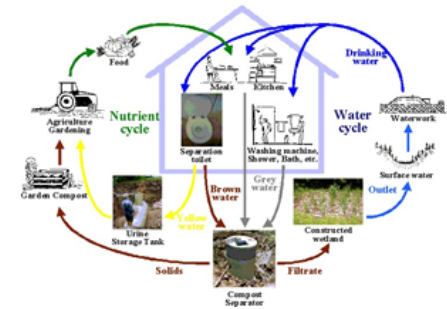 Drinking
water
Food
Meals
Kitchen
Nutrient
cycle
Water
cycle
Agriculture
Gardening
Waterwork
Separation
toilet
Washing machine,
Shower, Bath, etc.
Surface water
Garden Compost
Brown
water
Grey
water
Outlet
Yellow
water
Urine
Storage Tank
Constructed
wetland
Solids
Filtrate
Compost
Separator